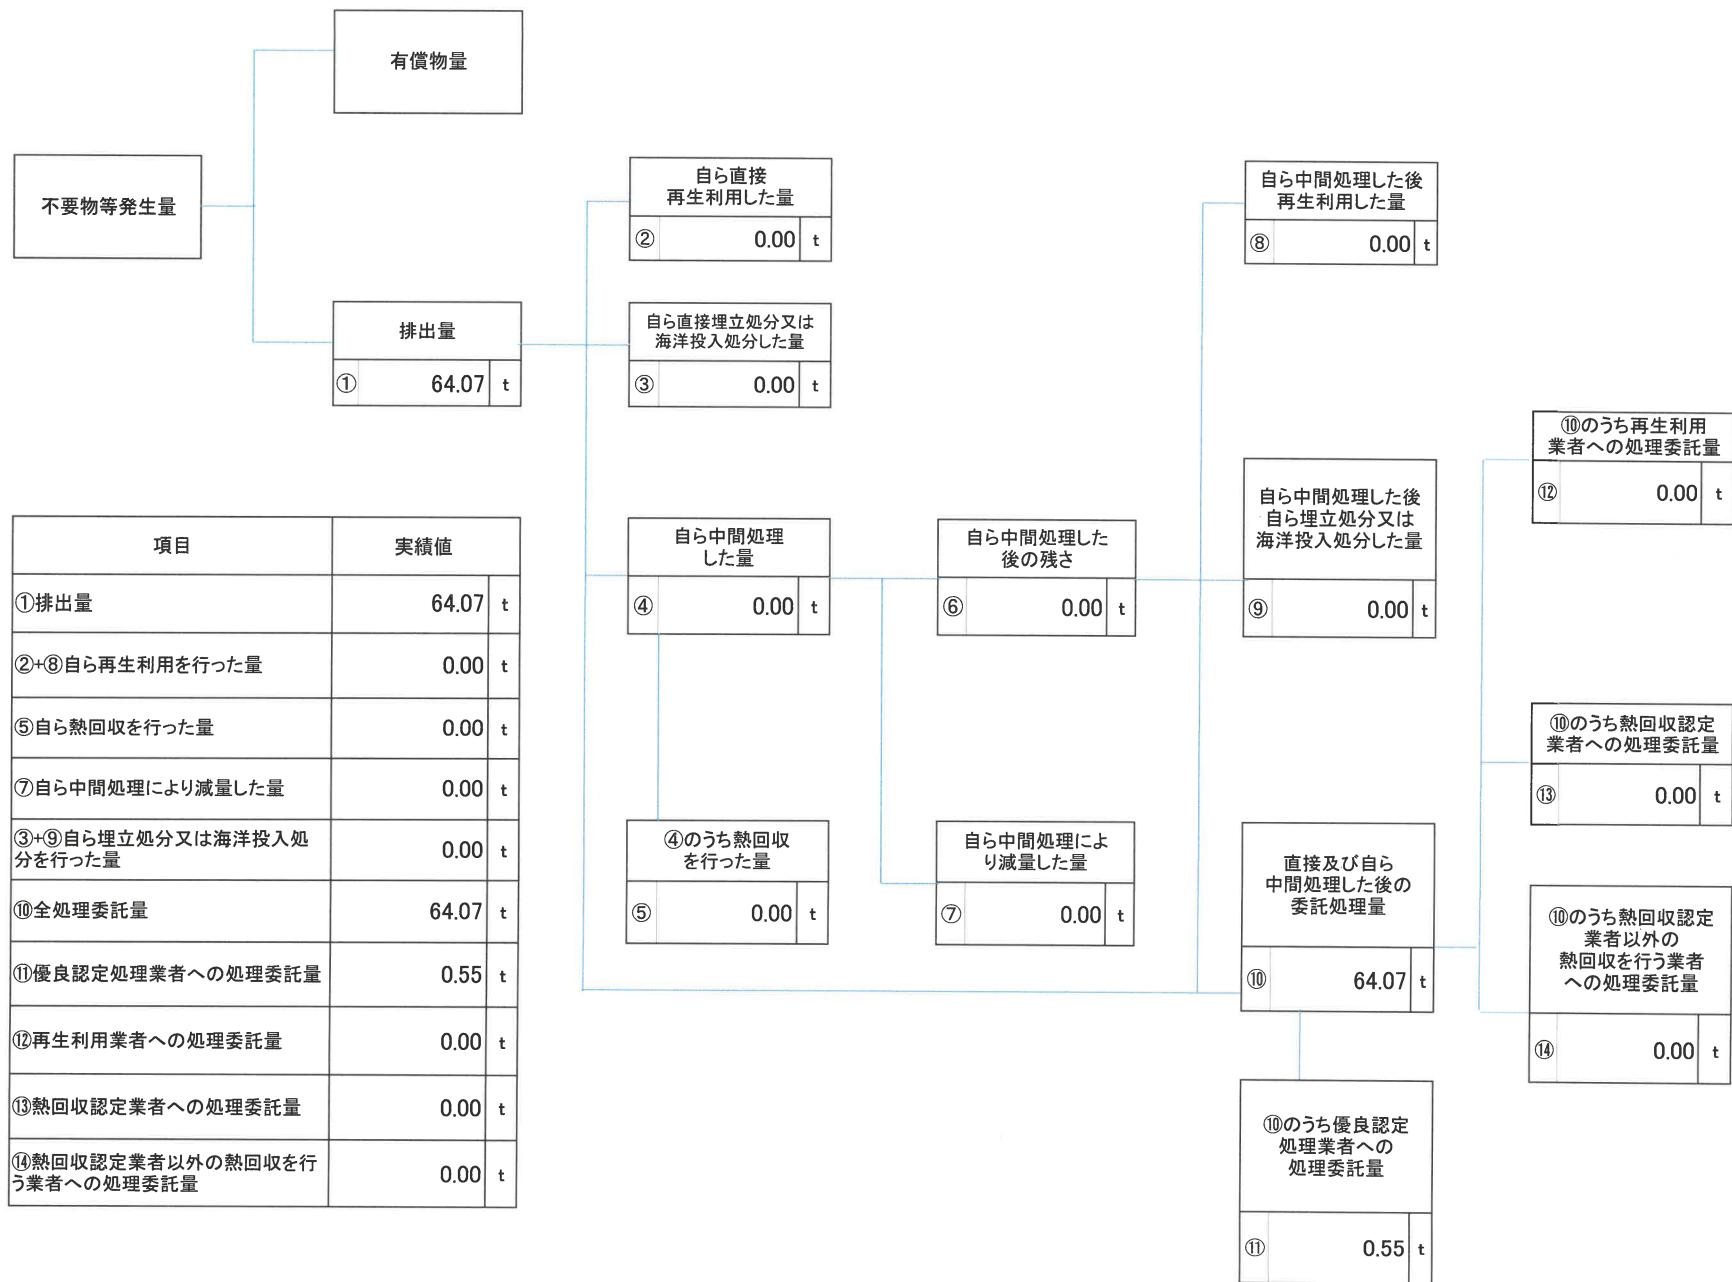 有償物量
不要物等発生量
排出量
① 64.07 t
自ら直接
再生利用した量
② 0.00 t
自ら直接埋立処分又は
海洋投入処分した量
③ 0.00 t
自ら中間処理
した量
④ 0.00 t
④のうち熱回収
を行った量
⑤ 0.00 t
自ら中間処理した
後の残さ
⑥ 0.00 t
自ら中間処理によ
り減量した量
⑦ 0.00 t
自ら中間処理した後
再生利用した量
⑧ 0.00 t
自ら中間処理した後
自ら埋立処分又は
海洋投入処分した量
⑨ 0.00 t
直接及び自ら
中間処理した後の
委託処理量
⑩ 64.07 t
⑩のうち優良認定
処理業者への
処理委託量
⑪ 0.55 t
⑩のうち再生利用
業者への処理委託量
⑫ 0.00 t
⑩のうち熱回収認定
業者への処理委託量
⑬ 0.00 t
⑩のうち熱回収認定
業者以外の
熱回収を行う業者
への処理委託量
⑭ 0.00 t
項目 実績値
①排出量 64.07 t
②+⑧自ら再生利用を行った量 0.00 t
⑤自ら熱回収を行った量 0.00 t
⑦自ら中間処理により減量した量 0.00 t
③+⑨自ら埋立処分又は海洋投入処
分を行った量 0.00 t
⑩全処理委託量 64.07 t
⑪優良認定処理業者への処理委託量 0.55 t
⑫再生利用業者への処理委託量 0.00 t
⑬熱回収認定業者への処理委託量 0.00 t
⑭熱回収認定業者以外の熱回収を行
う業者への処理委託量 0.00 t